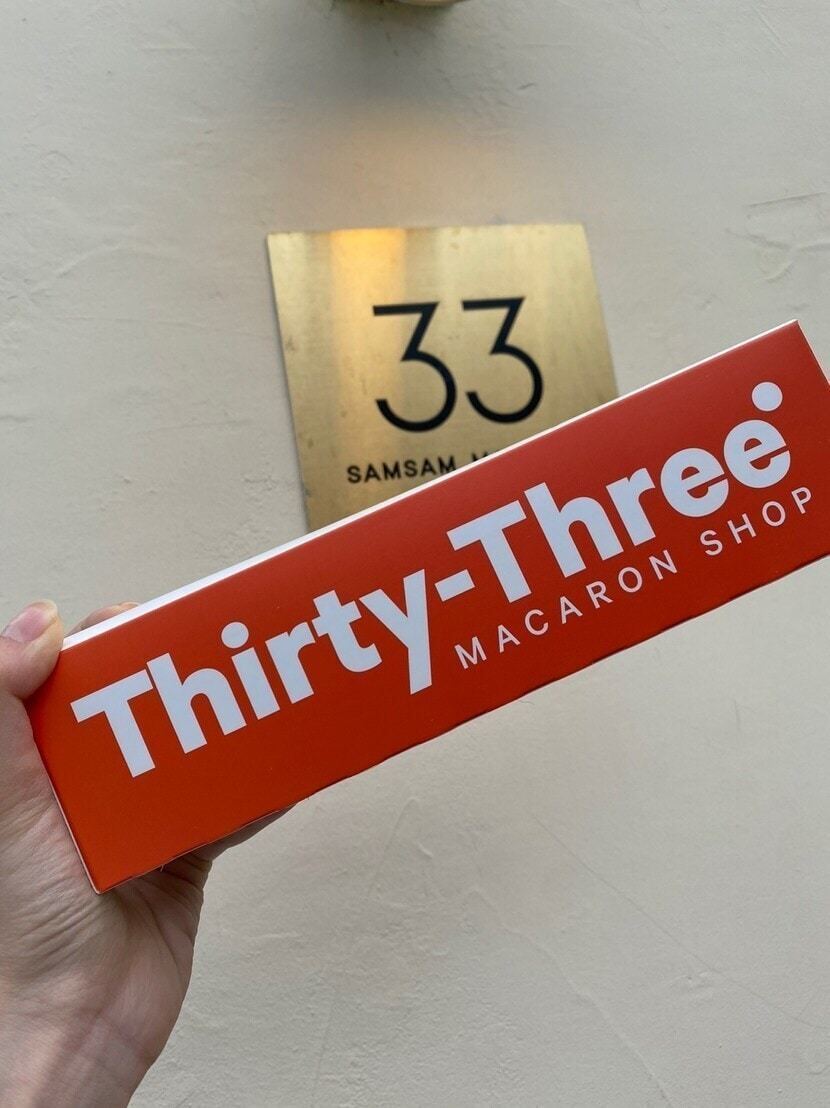 33
SAMSAM
Thirty-Three
MACARON SHOP